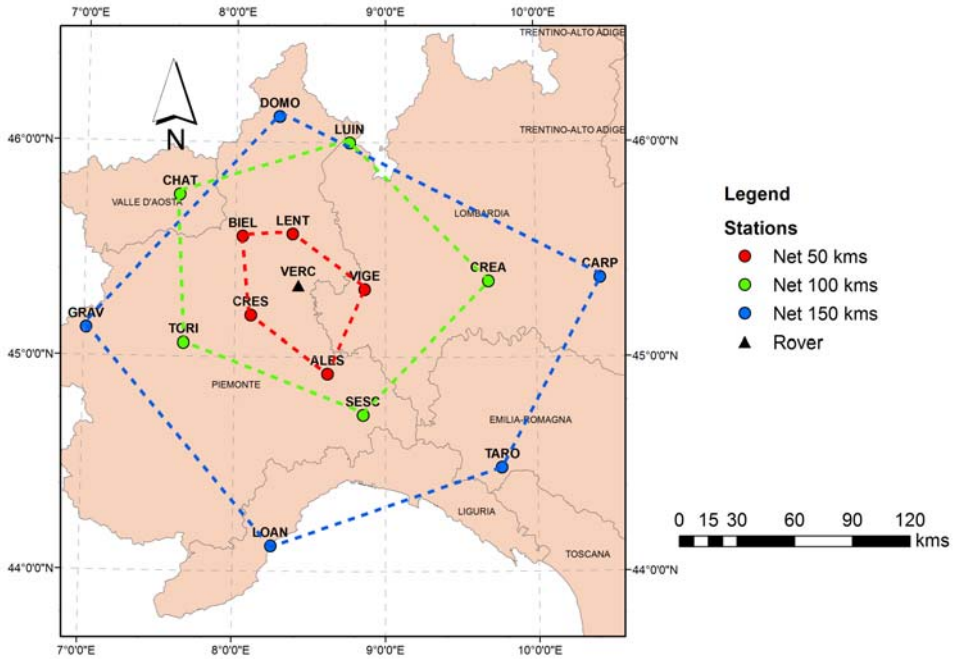 7°0'0"E 8°0'0"E 9°0'0"E 10°0'0"E
TRENTINO-ALTO ADIGE
DOMO
46°0'0"N
LUIN
TRENTINO-ALTO ADIGE
46°0'0"N
N
CHAT
VALLE D'AOSTA
LOMBARDIA
BIEL
LENT
VERC
VIGE
CREA
CARP
GRAV
CRES
TORI
45°0'0"N
45°0'0"N
ALES
PIEMONTE
SESC
EMILIA-ROMAGNA
TARO
LIGURIA
LOAN
TOSCANA
44°0'0"N
44°0'0"N
7°0'0"E 8°0'0"E 9°0'0"E 10°0'0"E
Legend
Stations
Net 50 kms
Net 100 kms
Net 150 kms
Rover
0 15 30 60 90 120
kms